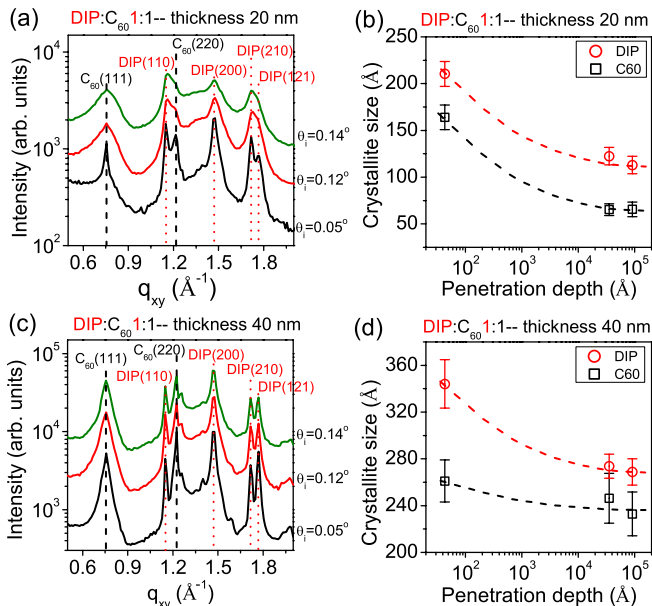 (a) DIP:C60 1:1-- thickness 20 nm
C60(220)
DIP(210)
DIP(110)
DIP(200)
C60(111)
DIP(121)
θi=0.14°
θi=0.12°
θi=0.05°
Intensity (arb. units)
10^4
10^3
10^2
0.6 0.9 1.2 1.5 1.8
qxy (Å-1)
(b) DIP:C60 1:1-- thickness 20 nm
DIP
C60
Crystallite size (Å)
250
200
150
100
50
10^2 10^3 10^4 10^5
Penetration depth (Å)
(c) DIP:C60 1:1-- thickness 40 nm
C60(220)
C60(111)
DIP(200)
DIP(110)
DIP(210)
DIP(121)
θi=0.14°
θi=0.12°
θi=0.05°
Intensity (arb. units)
10^5
10^4
10^3
0.6 0.9 1.2 1.5 1.8
qxy (Å-1)
(d) DIP:C60 1:1-- thickness 40 nm
DIP
C60
Crystallite size (Å)
360
320
280
240
200
10^2 10^3 10^4 10^5
Penetration depth (Å)